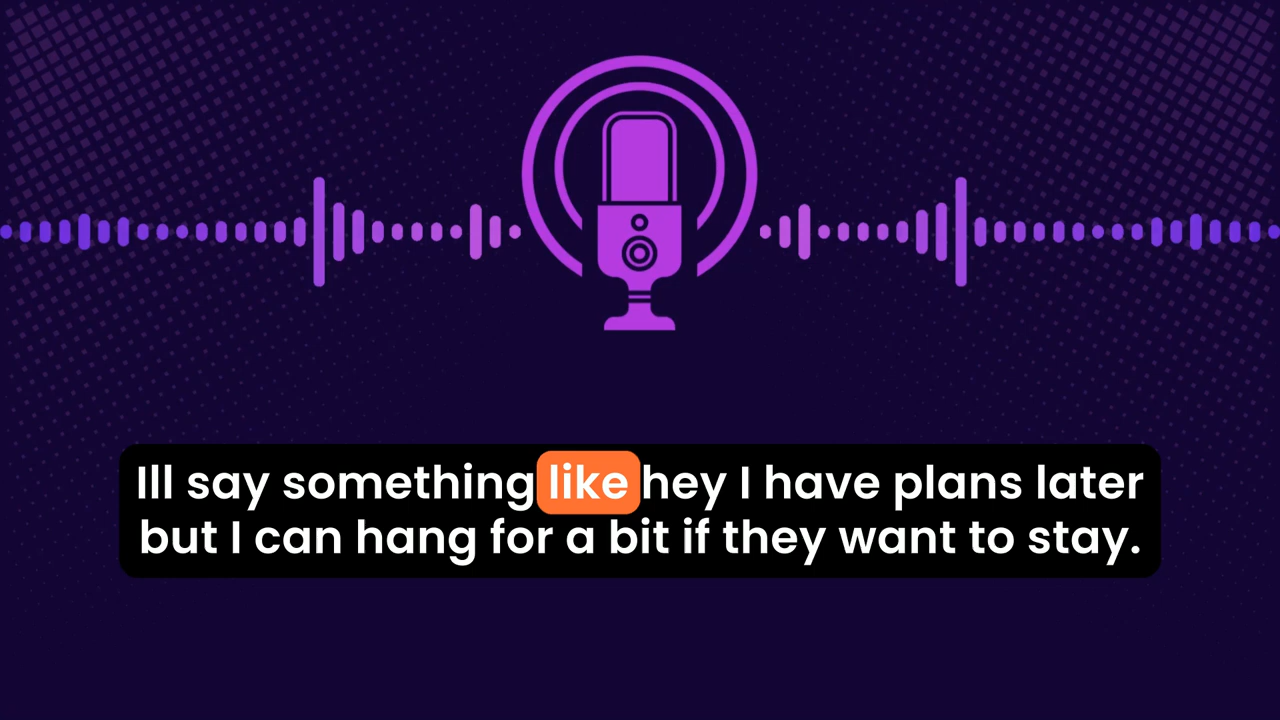 Ill say something like hey I have plans later
but I can hang for a bit if they want to stay.